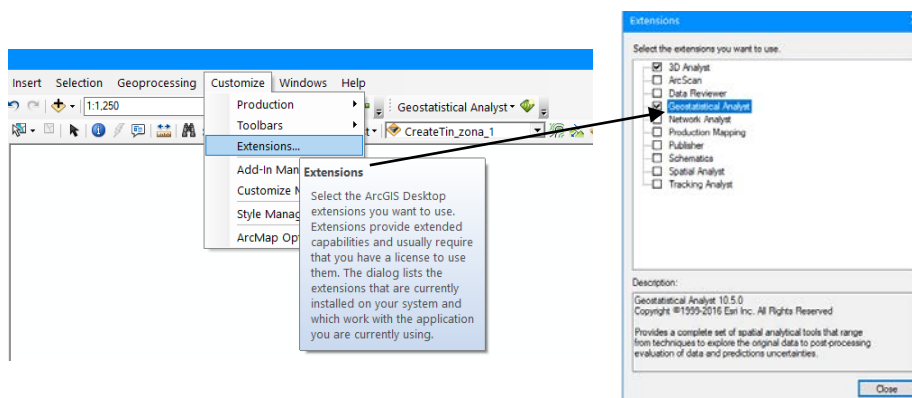 Insert Selection Geoprocessing Customize Windows Help
1:1,250
Production
Geostatistical Analyst
Toolbars
CreateTin_zona_1
Extensions...
Add-In Man
Customize M
Style Manag
ArcMap Op
Extensions
Select the ArcGIS Desktop
extensions you want to use.
Extensions provide extended
capabilities and usually require
that you have a license to use
them. The dialog lists the
extensions that are currently
installed on your system and
which work with the application
you are currently using.
Extensions
Select the extensions you want to use.
3D Analyst
ArcScan
Data Reviewer
Geostatistical Analyst
Network Analyst
Production Mapping
Publisher
Schematics
Spatial Analyst
Tracking Analyst
Description:
Geostatistical Analyst 10.5.0
Copyright ©1999-2016 Esri Inc. All Rights Reserved
Provides a complete set of spatial analytical tools that range
from techniques to explore the original data to post-processing
evaluation of data and predictions uncertainties.
Close